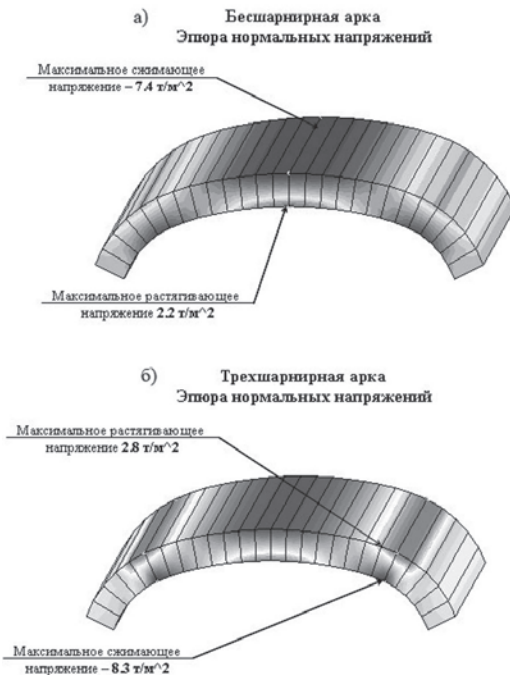 а) Бесшарнирная арка
Эпюра нормальных напряжений
Максимальное сжимающее
напряжение – 7.4 т/м^2
Максимальное растягивающее
напряжение 2.2 т/м^2
б) Трехшарнирная арка
Эпюра нормальных напряжений
Максимальное растягивающее
напряжение 2.8 т/м^2
Максимальное сжимающее
напряжение – 8.3 т/м^2